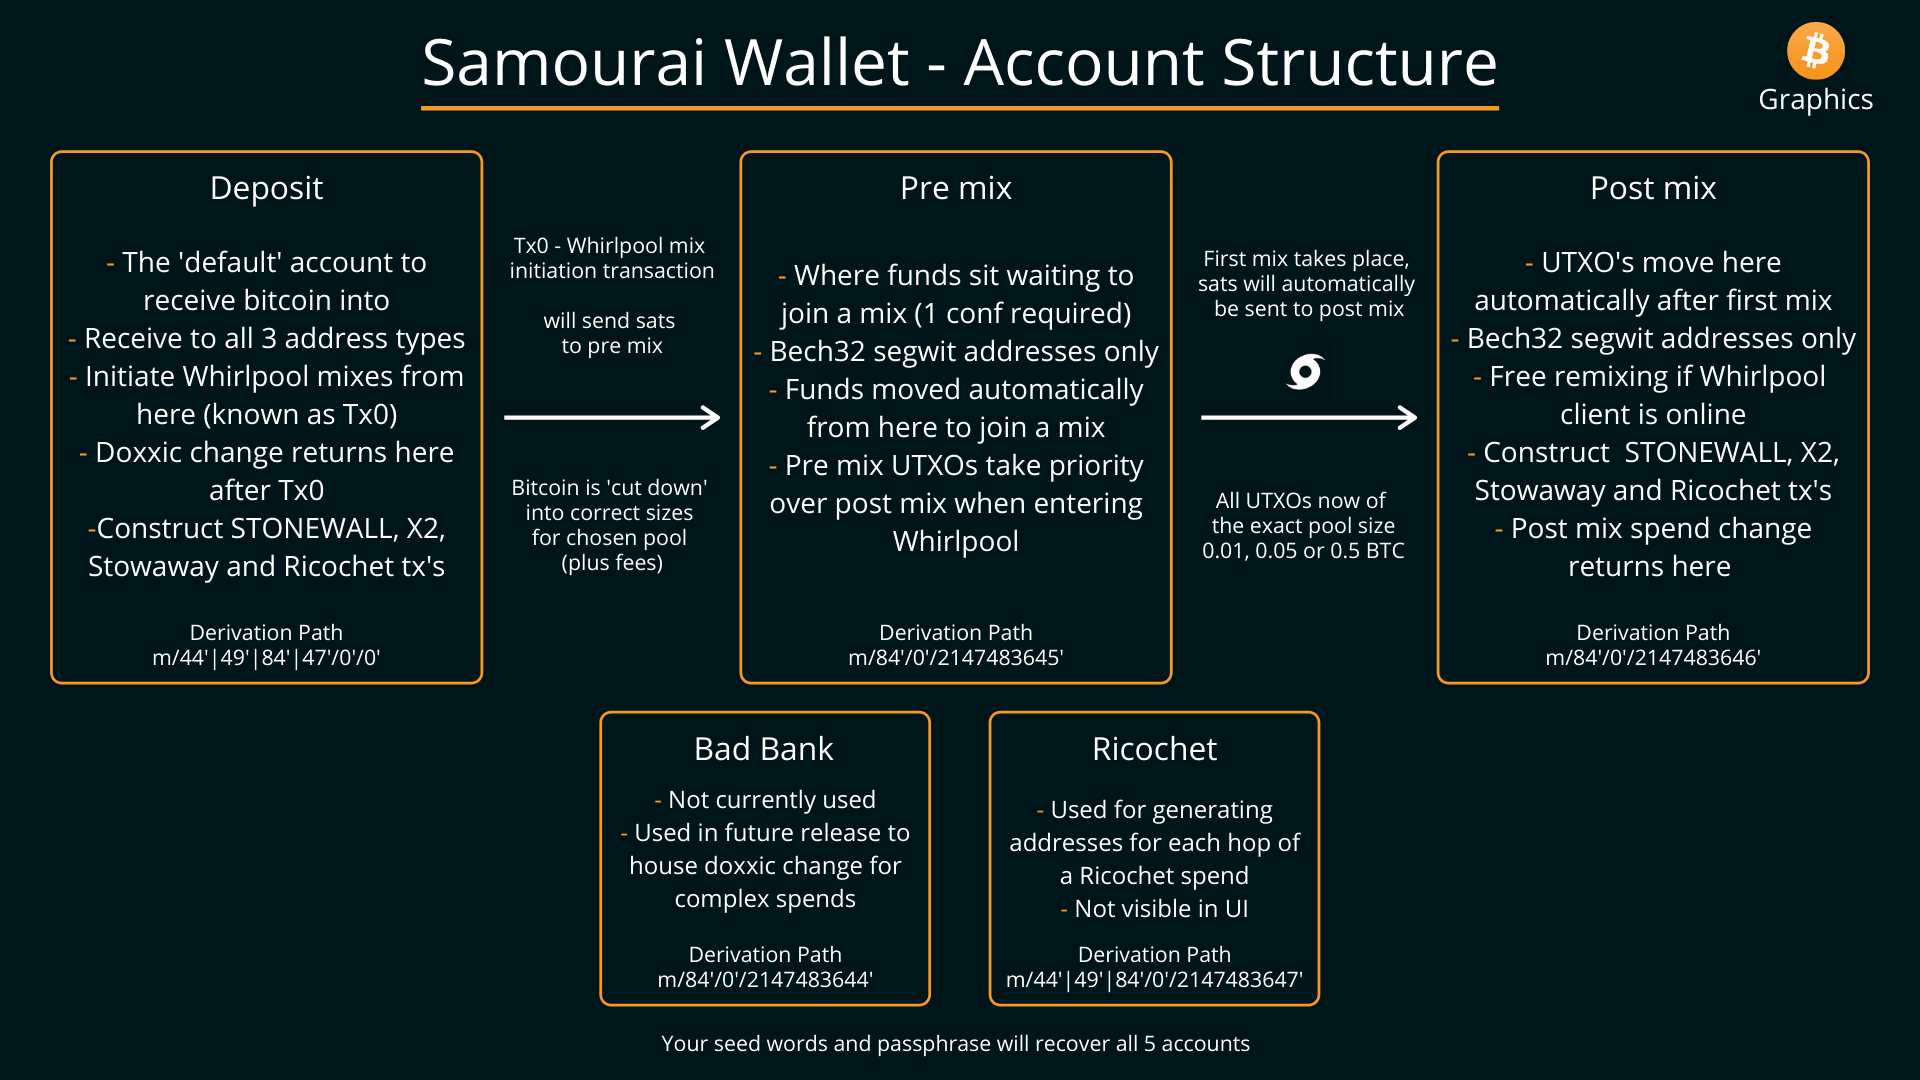 Samourai Wallet - Account Structure
Graphics
Deposit
- The 'default' account to
receive bitcoin into
- Receive to all 3 address types
- Initiate Whirlpool mixes from
here (known as Tx0)
- Doxxic change returns here
after Tx0
-Construct STONEWALL, X2,
Stowaway and Ricochet tx's
Derivation Path
m/44'|49'|84'|47'/0'/0'
Tx0 - Whirlpool mix
initiation transaction
will send sats
to pre mix
Bitcoin is 'cut down'
into correct sizes
for chosen pool
(plus fees)
Pre mix
- Where funds sit waiting to
join a mix (1 conf required)
- Bech32 segwit addresses only
- Funds moved automatically
from here to join a mix
- Pre mix UTXOs take priority
over post mix when entering
Whirlpool
Derivation Path
m/84'/0'/2147483645'
First mix takes place,
sats will automatically
be sent to post mix
All UTXOs now of
the exact pool size
0.01, 0.05 or 0.5 BTC
Post mix
- UTXO's move here
automatically after first mix
- Bech32 segwit addresses only
- Free remixing if Whirlpool
client is online
- Construct  STONEWALL, X2,
Stowaway and Ricochet tx's
- Post mix spend change
returns here
Derivation Path
m/84'/0'/2147483646'
Bad Bank
- Not currently used
- Used in future release to
house doxxic change for
complex spends
Derivation Path
m/84'/0'/2147483644'
Ricochet
- Used for generating
addresses for each hop of
a Ricochet spend
- Not visible in UI
Derivation Path
m/44'|49'|84'/0'/2147483647'
Your seed words and passphrase will recover all 5 accounts